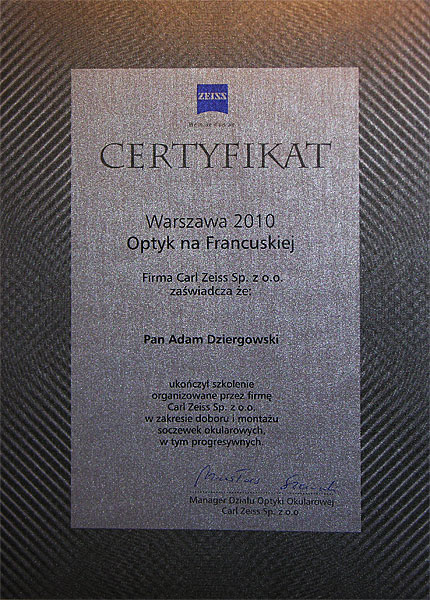 ZEISS
CERTYFIKAT
Warszawa 2010
Optyk na Francuskiej
Firma Carl Zeiss Sp. z o.o.
zaświadcza że:
Pan Adam Dziergowski
ukończył szkolenie
organizowane przez firmę
Carl Zeiss Sp. z o.o.,
w zakresie doboru i montażu
soczewek okularowych,
w tym progresywnych.
Manager Działu Optyki Okularowej
Carl Zeiss Sp. z o.o